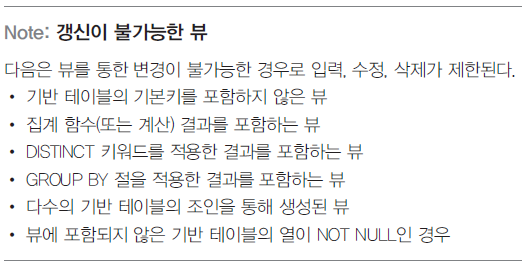 Note: 갱신이 불가능한 뷰
다음은 뷰를 통한 변경이 불가능한 경우로 입력, 수정, 삭제가 제한된다.
• 기반 테이블의 기본키를 포함하지 않은 뷰
• 집계 함수(또는 계산) 결과를 포함하는 뷰
• DISTINCT 키워드를 적용한 결과를 포함하는 뷰
• GROUP BY 절을 적용한 결과를 포함하는 뷰
• 다수의 기반 테이블의 조인을 통해 생성된 뷰
• 뷰에 포함되지 않은 기반 테이블의 열이 NOT NULL인 경우